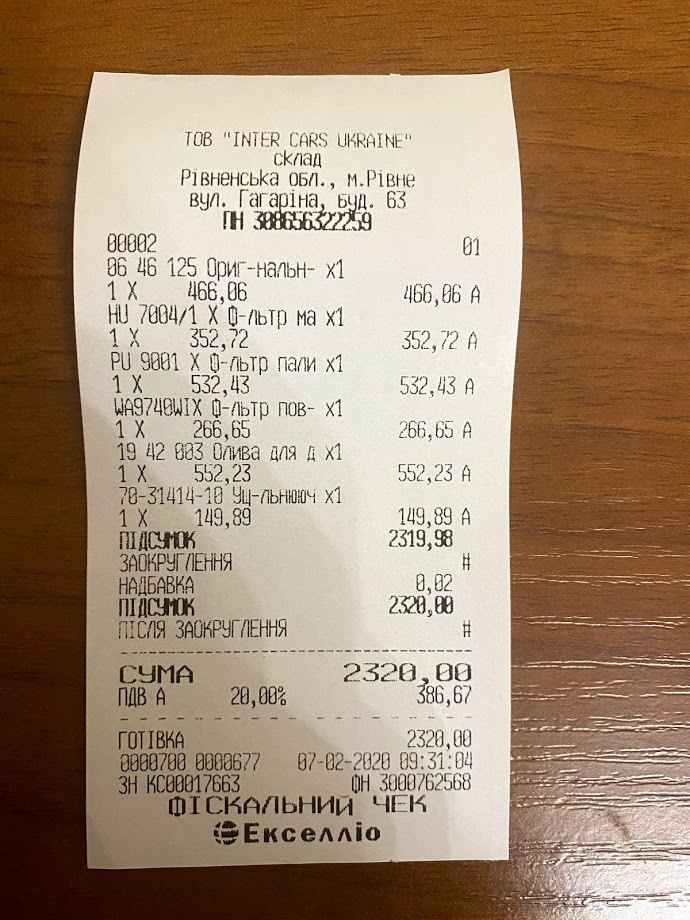 ТОВ "INTER CARS UKRAINE"
склад
Рівненська обл., м.Рівне
вул. Гагаріна, буд. 63
ПН 308656322259
00002 01
06 46 125 Ориг-нальн- x1
1 X 466,06 466,06 А
HU 7004/1 X Ф-льтр ма x1
1 X 352,72 352,72 А
PU 9001 X Ф-льтр пали x1
1 X 532,43 532,43 А
WA9740WIX Ф-льтр пов- x1
1 X 266,65 266,65 А
19 42 003 Олива для д x1
1 X 552,23 552,23 А
70-31414-10 Ущ-льнююч x1
1 X 149,89 149,89 А
ПІДСУМОК 2319,98
ЗАОКРУГЛЕННЯ #
НАДБАВКА 0,02
ПІДСУМОК 2320,00
ПІСЛЯ ЗАОКРУГЛЕННЯ #
СУМА 2320,00
ПДВ А 20,00% 386,67
ГОТІВКА 2320,00
0000700 0000677 07-02-2020 09:31:04
ЗН КС00017663 ФН 3000762568
ФІСКАЛЬНИЙ ЧЕК
Екселліо